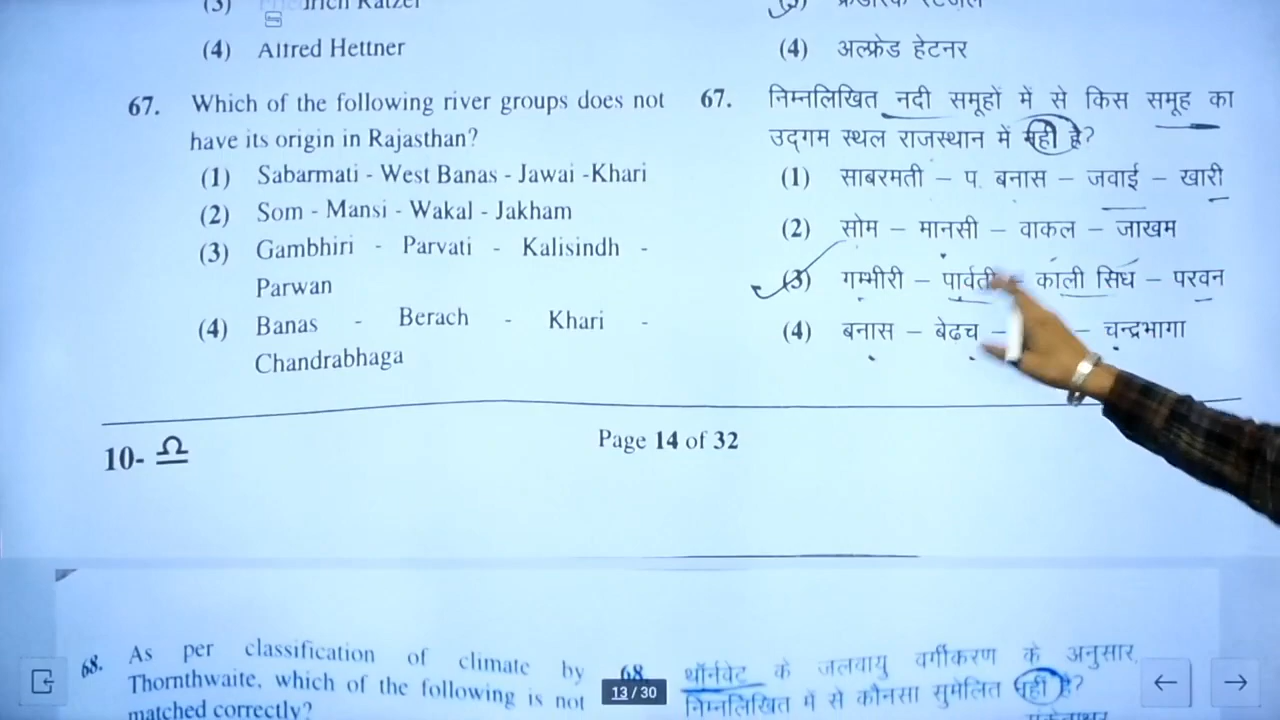 (3) Friedrich Ratzel
(4) Alfred Hettner
(4) अल्फ्रेड हेटनर
67. Which of the following river groups does not
have its origin in Rajasthan?
(1) Sabarmati - West Banas - Jawai -Khari
(2) Som - Mansi - Wakal - Jakham
(3) Gambhiri - Parvati - Kalisindh -
Parwan
(4) Banas - Berach - Khari -
Chandrabhaga
67. निम्नलिखित नदी समूहों में से किस समूह का
उद्‌गम स्थल राजस्थान में नहीं है?
(1) साबरमती – प. बनास – जवाई – खारी
(2) सोम – मानसी – वाकल – जाखम
(3) गम्भीरी – पार्वती – काली सिंध – परवन
(4) बनास – बेढच – – चन्द्रभागा
10- ♎
Page 14 of 32
68. As per classification of climate by
Thornthwaite, which of the following is not
matched correctly?
68. थॉर्नवेट के जलवायु वर्गीकरण के अनुसार,
निम्नलिखित में से कौनसा सुमेलित नहीं है?
13 / 30